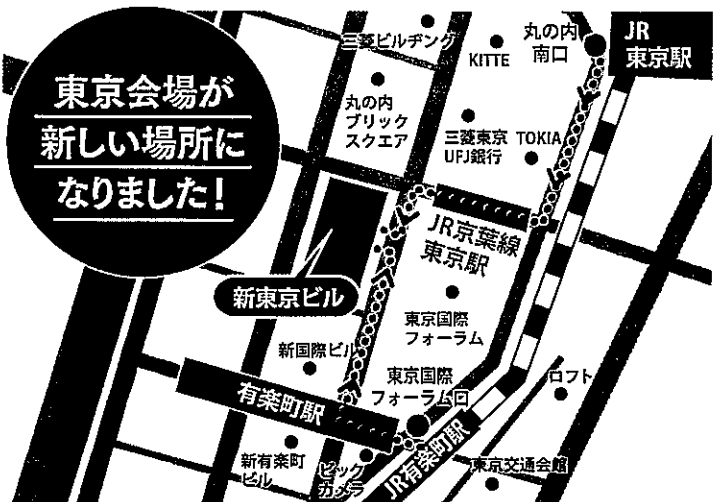 東京会場が
新しい場所に
なりました!
三菱ビルヂング
KITTE
丸の内
南口
JR
東京駅
丸の内
ブリック
スクエア
三菱東京
UFJ銀行
TOKIA
JR京葉線
東京駅
新東京ビル
東京国際
フォーラム
新国際ビル
東京国際
フォーラム口
ロフト
有楽町駅
新有楽町
ビル
ビック
カメラ
JR有楽町駅
東京交通会館